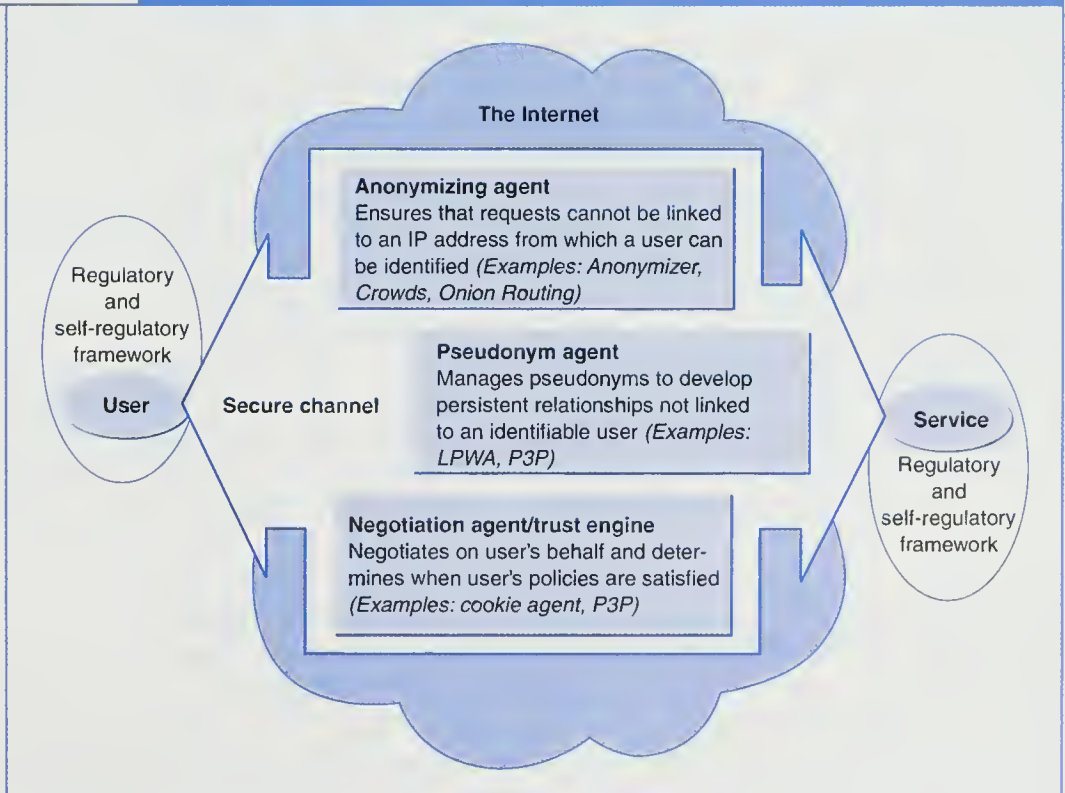 The Internet
Anonymizing agent
Ensures that requests cannot be linked
to an IP address from which a user can
be identified (Examples: Anonymizer,
Crowds, Onion Routing)
Regulatory
and
self-regulatory
framework
User
Secure channel
Pseudonym agent
Manages pseudonyms to develop
persistent relationships not linked
to an identifiable user (Examples:
LPWA, P3P)
Service
Regulatory
and
self-regulatory
framework
Negotiation agent/trust engine
Negotiates on user's behalf and deter-
mines when user's policies are satisfied
(Examples: cookie agent, P3P)